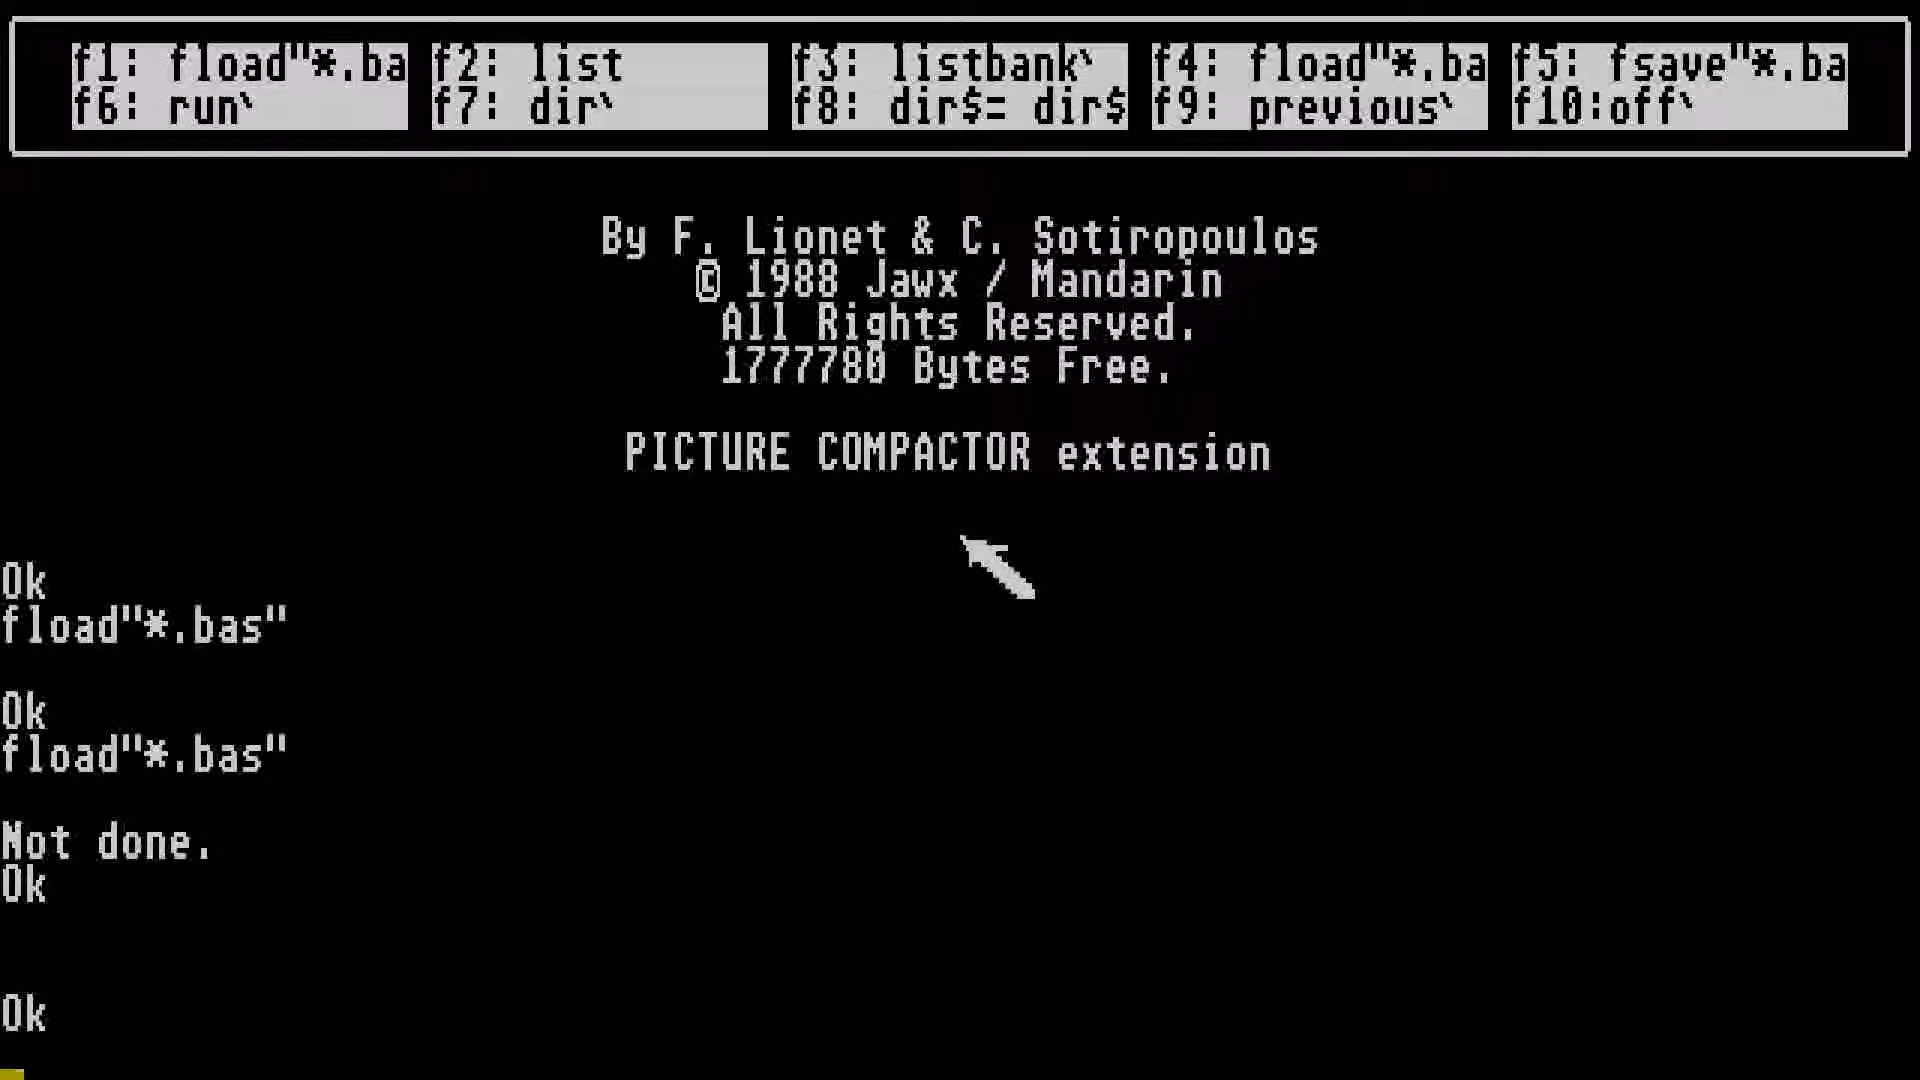 f1: fload"*.ba f2: list f3: listbank` f4: fload"*.ba f5: fsave"*.ba
f6: run` f7: dir` f8: dir$= dir$ f9: previous` f10:off`
By F. Lionet & C. Sotiropoulos
© 1988 Jawx / Mandarin
All Rights Reserved.
1777780 Bytes Free.
PICTURE COMPACTOR extension
Ok
fload"*.bas"
Ok
fload"*.bas"
Not done.
Ok
Ok